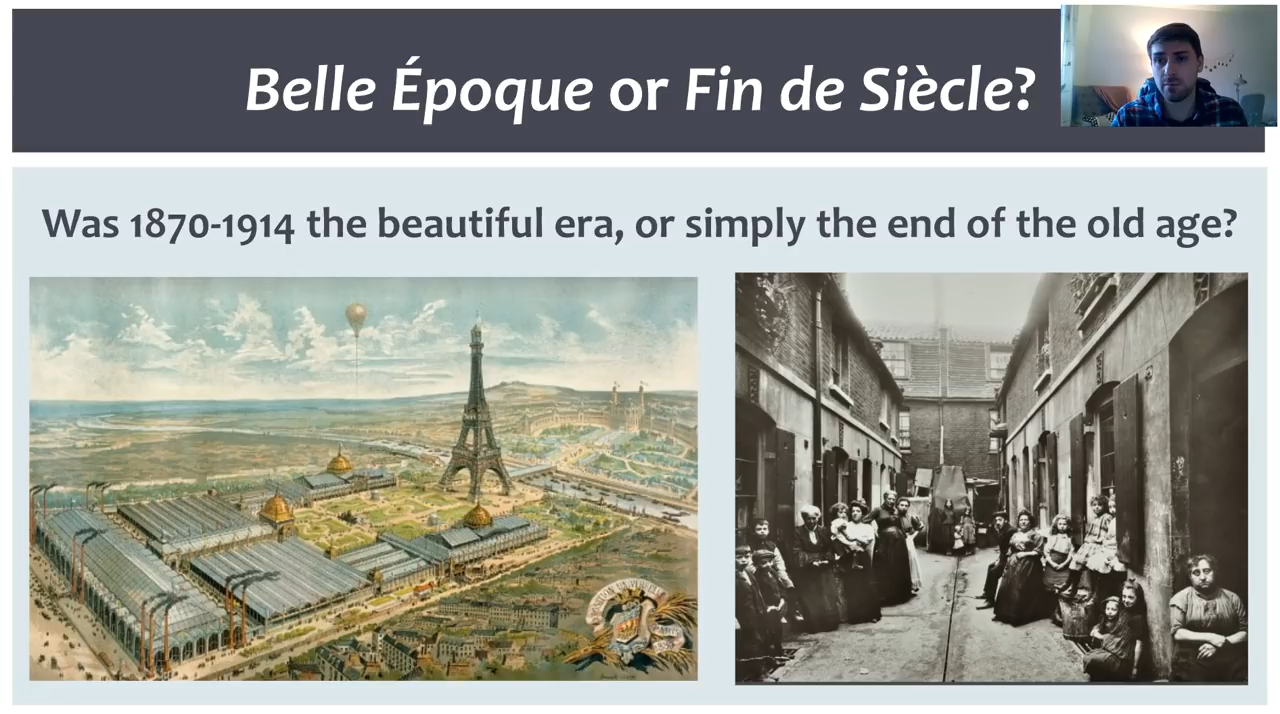 Belle Époque or Fin de Siècle?
Was 1870-1914 the beautiful era, or simply the end of the old age?